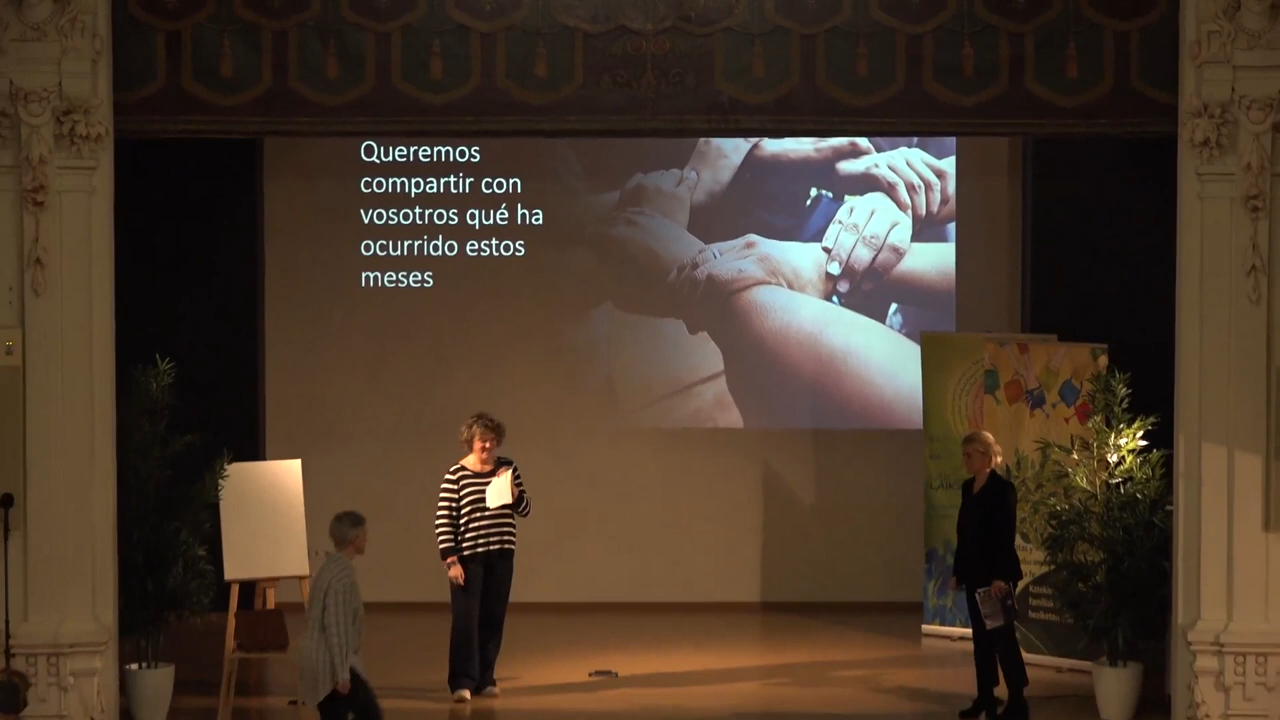 Queremos
compartir con
vosotros qué ha
ocurrido estos
meses